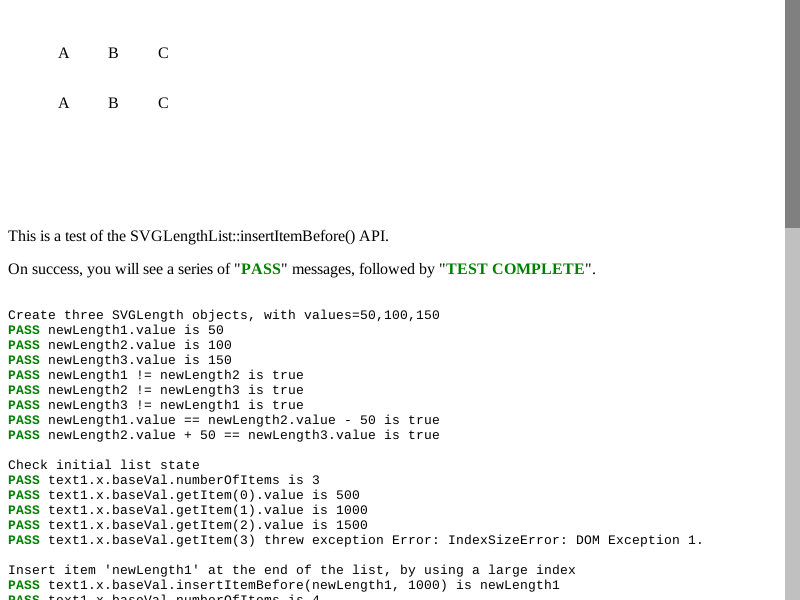 A B C
A B C
This is a test of the SVGLengthList::insertItemBefore() API.
On success, you will see a series of "PASS" messages, followed by "TEST COMPLETE".
Create three SVGLength objects, with values=50,100,150
PASS newLength1.value is 50
PASS newLength2.value is 100
PASS newLength3.value is 150
PASS newLength1 != newLength2 is true
PASS newLength2 != newLength3 is true
PASS newLength3 != newLength1 is true
PASS newLength1.value == newLength2.value - 50 is true
PASS newLength2.value + 50 == newLength3.value is true
Check initial list state
PASS text1.x.baseVal.numberOfItems is 3
PASS text1.x.baseVal.getItem(0).value is 500
PASS text1.x.baseVal.getItem(1).value is 1000
PASS text1.x.baseVal.getItem(2).value is 1500
PASS text1.x.baseVal.getItem(3) threw exception Error: IndexSizeError: DOM Exception 1.
Insert item 'newLength1' at the end of the list, by using a large index
PASS text1.x.baseVal.insertItemBefore(newLength1, 1000) is newLength1
PASS text1.x.baseVal.numberOfItems is 4